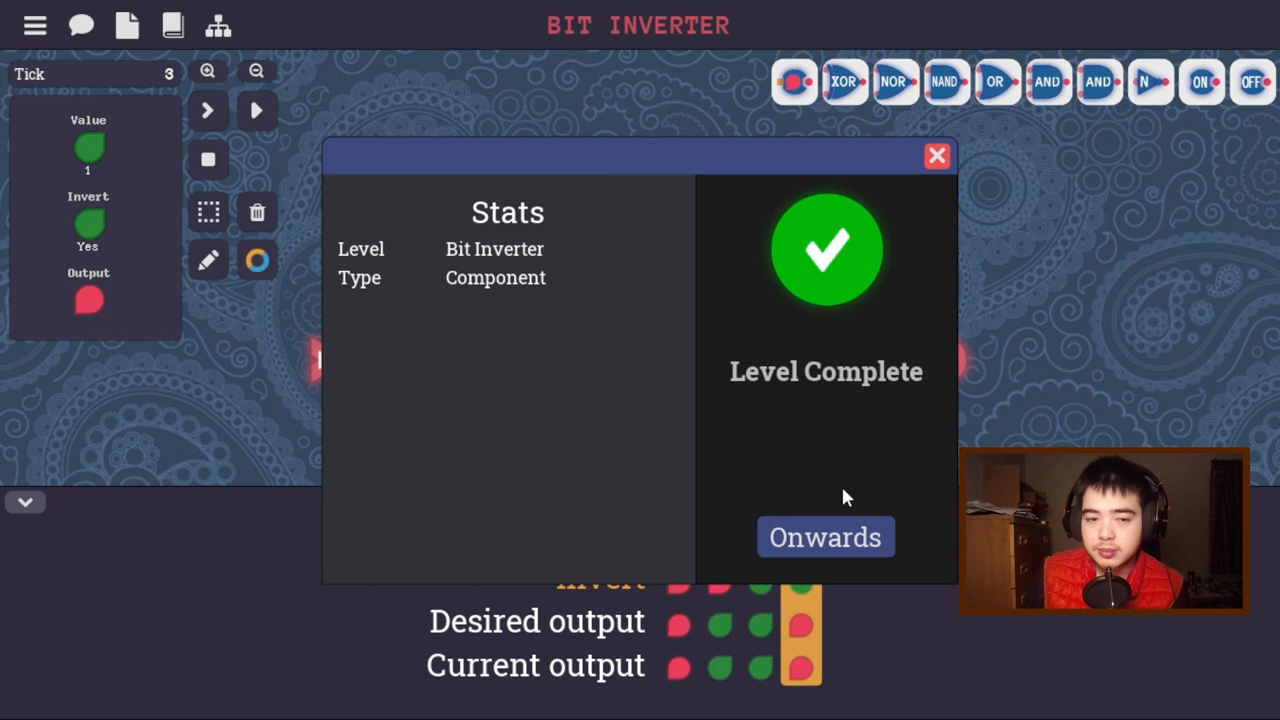 BIT INVERTER
Tick 3
XOR NOR NAND OR AND AND N ON OFF
Value
1
Invert
Yes
Output
Stats
Level Bit Inverter
Type Component
Level Complete
Onwards
Invert
Desired output
Current output